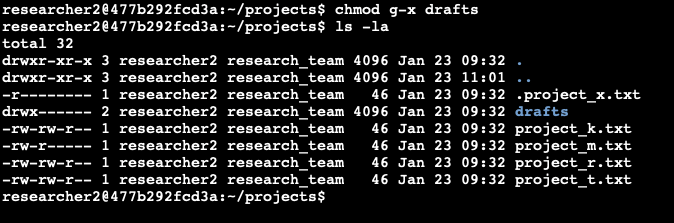 researcher2@477b292fcd3a:~/projects$ chmod g-x drafts
researcher2@477b292fcd3a:~/projects$ ls -la
total 32
drwxr-xr-x 3 researcher2 research_team 4096 Jan 23 09:32 .
drwxr-xr-x 3 researcher2 research_team 4096 Jan 23 11:01 ..
-r-------- 1 researcher2 research_team   46 Jan 23 09:32 .project_x.txt
drwx------ 2 researcher2 research_team 4096 Jan 23 09:32 drafts
-rw-rw-r-- 1 researcher2 research_team   46 Jan 23 09:32 project_k.txt
-rw-r----- 1 researcher2 research_team   46 Jan 23 09:32 project_m.txt
-rw-rw-r-- 1 researcher2 research_team   46 Jan 23 09:32 project_r.txt
-rw-rw-r-- 1 researcher2 research_team   46 Jan 23 09:32 project_t.txt
researcher2@477b292fcd3a:~/projects$